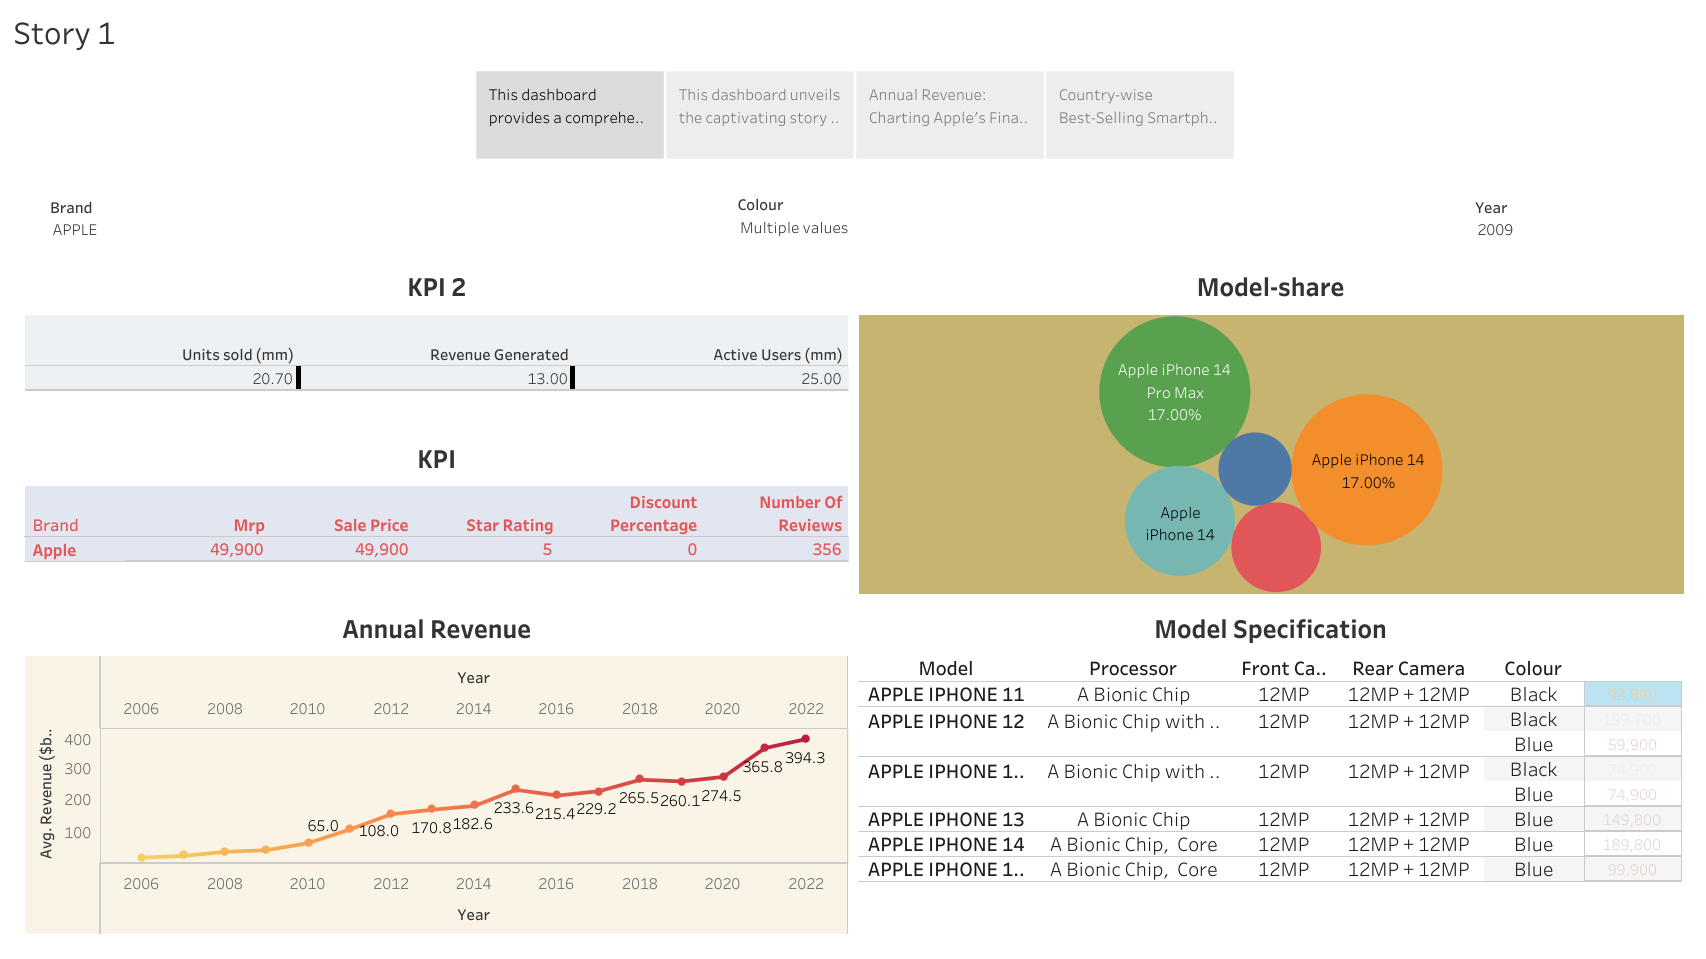 Story 1
This dashboard
provides a comprehe..
This dashboard unveils
the captivating story ..
Annual Revenue:
Charting Apple's Fina..
Country-wise
Best-Selling Smartph..
Brand
APPLE
Colour
Multiple values
Year
2009
KPI 2
Units sold (mm) Revenue Generated Active Users (mm)
20.70 13.00 25.00
KPI
Discount Number Of
Brand Mrp Sale Price Star Rating Percentage Reviews
Apple 49,900 49,900 5 0 356
Model-share
Apple iPhone 14
Pro Max
17.00%
Apple iPhone 14
17.00%
Apple
iPhone 14
Annual Revenue
Year
2006 2008 2010 2012 2014 2016 2018 2020 2022
Avg. Revenue ($b..
400
300
200
100
65.0 108.0 170.8 182.6 233.6 215.4 229.2 265.5 260.1 274.5 365.8 394.3
2006 2008 2010 2012 2014 2016 2018 2020 2022
Year
Model Specification
Model Processor Front Ca.. Rear Camera Colour
APPLE IPHONE 11 A Bionic Chip 12MP 12MP + 12MP Black 92,800
APPLE IPHONE 12 A Bionic Chip with .. 12MP 12MP + 12MP Black 199,700
Blue 59,900
APPLE IPHONE 1.. A Bionic Chip with .. 12MP 12MP + 12MP Black 74,900
Blue 74,900
APPLE IPHONE 13 A Bionic Chip 12MP 12MP + 12MP Blue 149,800
APPLE IPHONE 14 A Bionic Chip, Core 12MP 12MP + 12MP Blue 189,800
APPLE IPHONE 1.. A Bionic Chip, Core 12MP 12MP + 12MP Blue 99,900